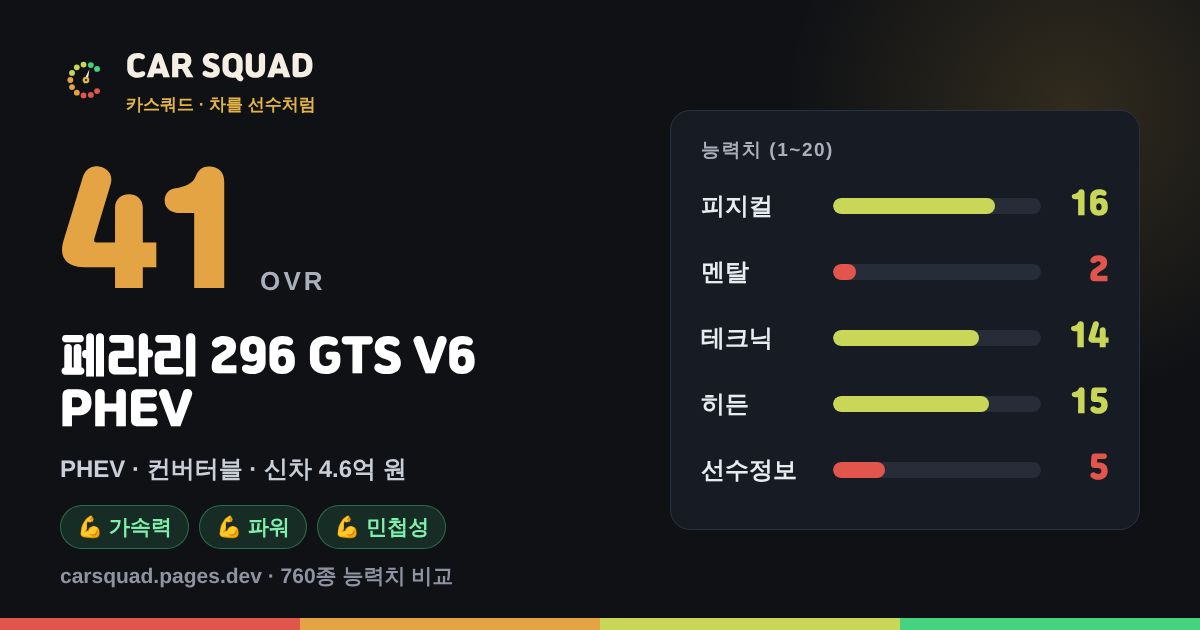 CAR SQUAD
카스쿼드 · 차를 선수처럼
41 OVR
페라리 296 GTS V6
PHEV
PHEV · 컨버터블 · 신차 4.6억 원
💪 가속력 💪 파워 💪 민첩성
carsquad.pages.dev · 760종 능력치 비교
능력치 (1~20)
피지컬 16
멘탈 2
테크닉 14
히든 15
선수정보 5